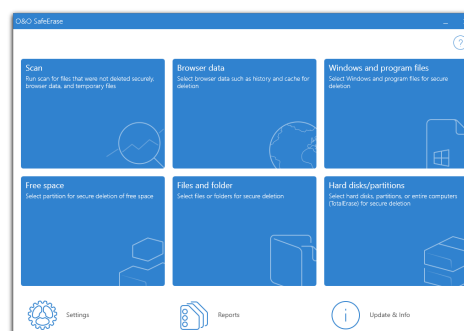 O&O SafeErase
?
Scan
Run scan for files that were not deleted securely,
browser data, and temporary files
Browser data
Select browser data such as history and cache for
deletion
Windows and program files
Select Windows and program files for secure
deletion
Free space
Select partition for secure deletion of free space
Files and folder
Select files or folders for secure deletion
Hard disks/partitions
Select hard disks, partitions, or entire computers
(TotalErase) for secure deletion
Settings
Reports
Update & Info